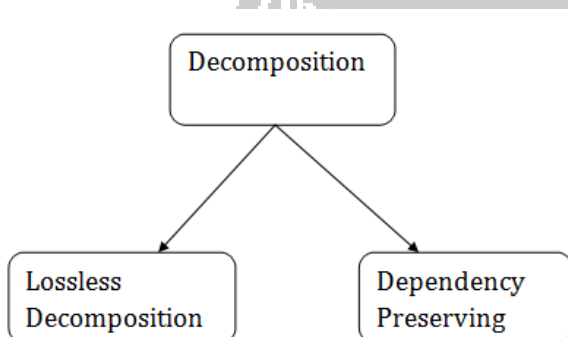 Decomposition
Lossless
Decomposition
Dependency
Preserving